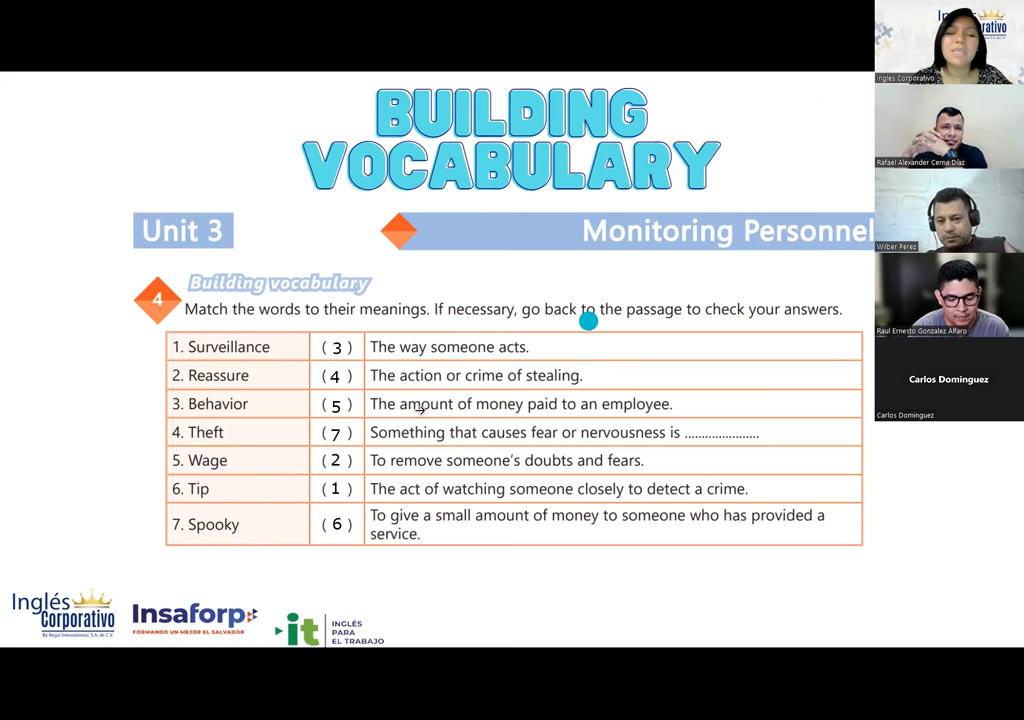 BUILDING
VOCABULARY
Unit 3
Monitoring Personnel
4
Building vocabulary
Match the words to their meanings. If necessary, go back to the passage to check your answers.
1. Surveillance ( 3 ) The way someone acts.
2. Reassure ( 4 ) The action or crime of stealing.
3. Behavior ( 5 ) The amount of money paid to an employee.
4. Theft ( 7 ) Something that causes fear or nervousness is ......................
5. Wage ( 2 ) To remove someone's doubts and fears.
6. Tip ( 1 ) The act of watching someone closely to detect a crime.
7. Spooky ( 6 ) To give a small amount of money to someone who has provided a
service.
Inglés
Corporativo
By Regal International, S.A. de C.V.
Insaforp
FORMANDO UN MEJOR EL SALVADOR
it
INGLÉS
PARA
EL TRABAJO
Inglés Corporativo
Rafael Alexander Cerna Díaz
Wilber Perez
Raul Ernesto Gonzalez Alfaro
Carlos Dominguez
Carlos Dominguez